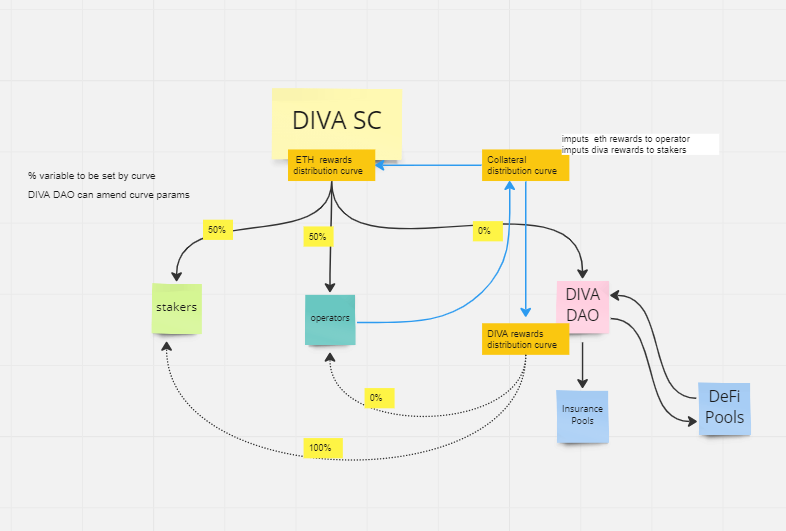 DIVA SC
ETH rewards
distribution curve
Collateral
distribution curve
imputs eth rewards to operator
imputs diva rewards to stakers
% variable to be set by curve
DIVA DAO can amend curve params
50%
50%
0%
stakers
operators
DIVA
DAO
DIVA rewards
distribution curve
0%
100%
Insurance
Pools
DeFi
Pools